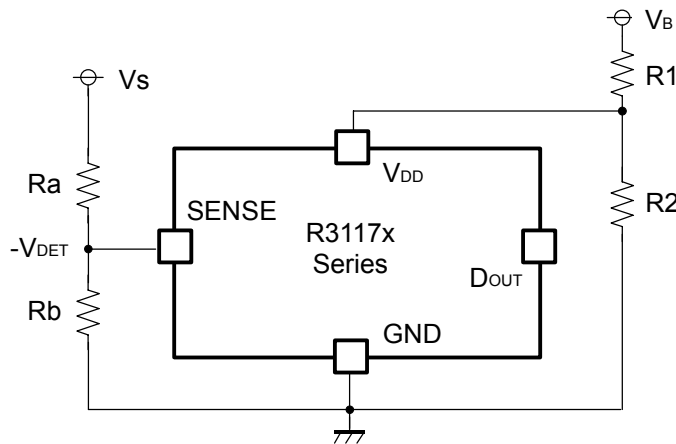 VB
R1
Vs
VDD
Ra
R2
SENSE
R3117x
Series
-VDET
DOUT
Rb
GND